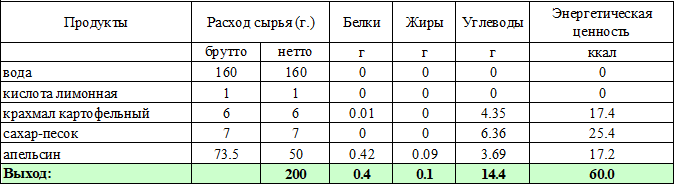 Продукты Расход сырья (г.) Белки Жиры Углеводы Энергетическая ценность
брутто нетто г г г ккал
вода 160 160 0 0 0 0
кислота лимонная 1 1 0 0 0 0
крахмал картофельный 6 6 0.01 0 4.35 17.4
сахар-песок 7 7 0 0 6.36 25.4
апельсин 73.5 50 0.42 0.09 3.69 17.2
Выход: 200 0.4 0.1 14.4 60.0